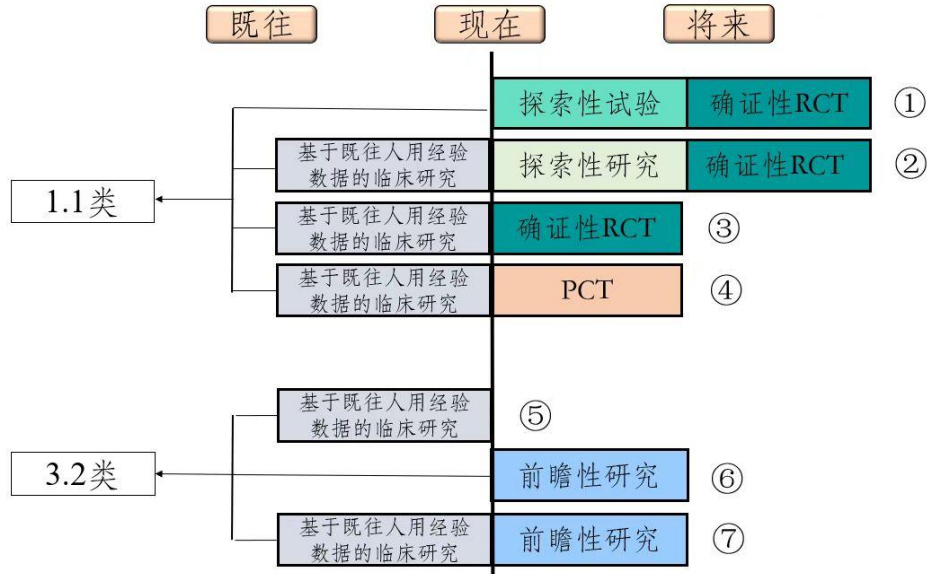 既往 现在 将来
探索性试验 确证性RCT ①
基于既往人用经验
数据的临床研究
探索性研究 确证性RCT ②
1.1类
基于既往人用经验
数据的临床研究
确证性RCT ③
基于既往人用经验
数据的临床研究
PCT ④
基于既往人用经验
数据的临床研究
⑤
3.2类
前瞻性研究 ⑥
基于既往人用经验
数据的临床研究
前瞻性研究 ⑦